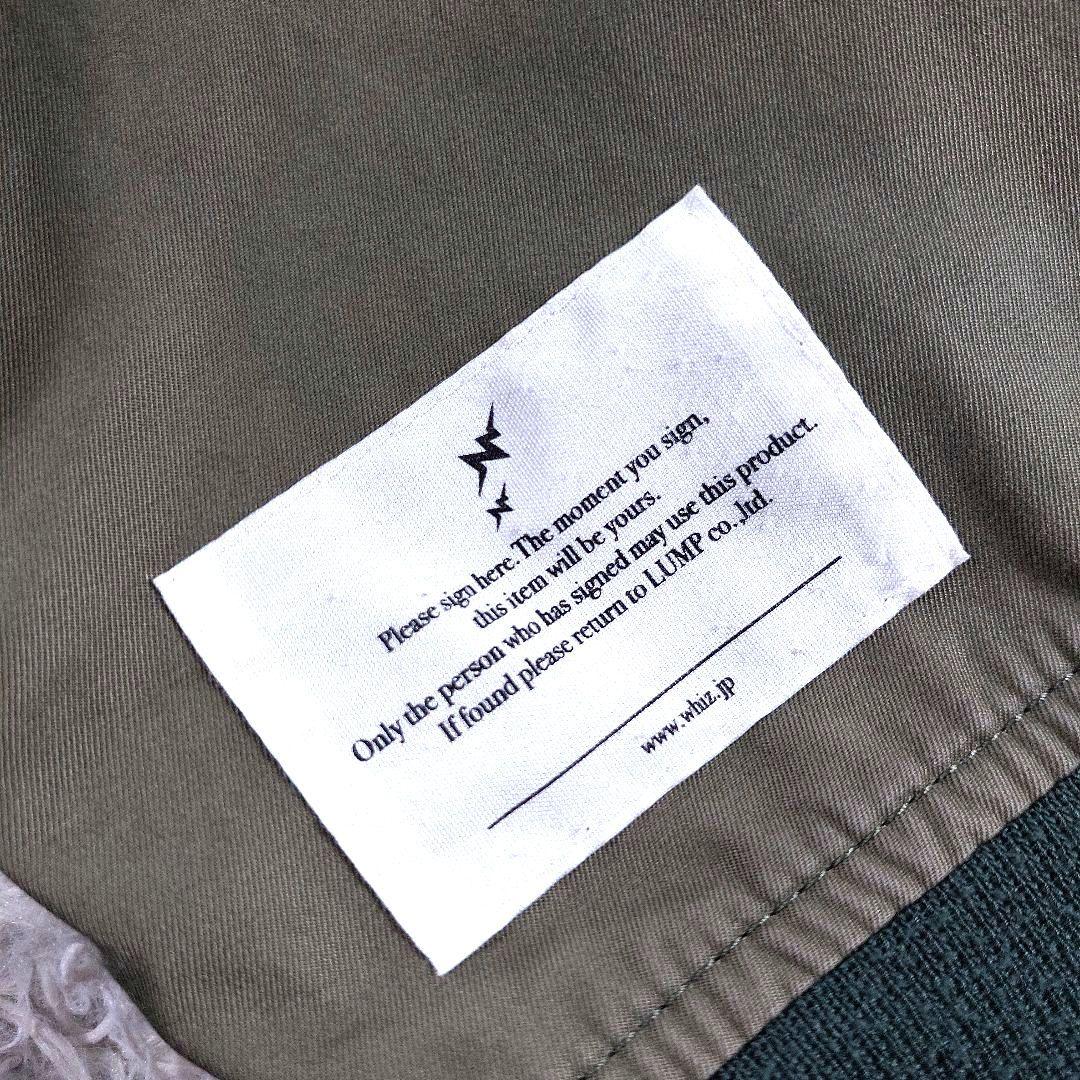 Please sign here. The moment you sign,
this item will be yours.
Only the person who has signed may use this product.
If found please return to LUMP co.,ltd.
www.whiz.jp